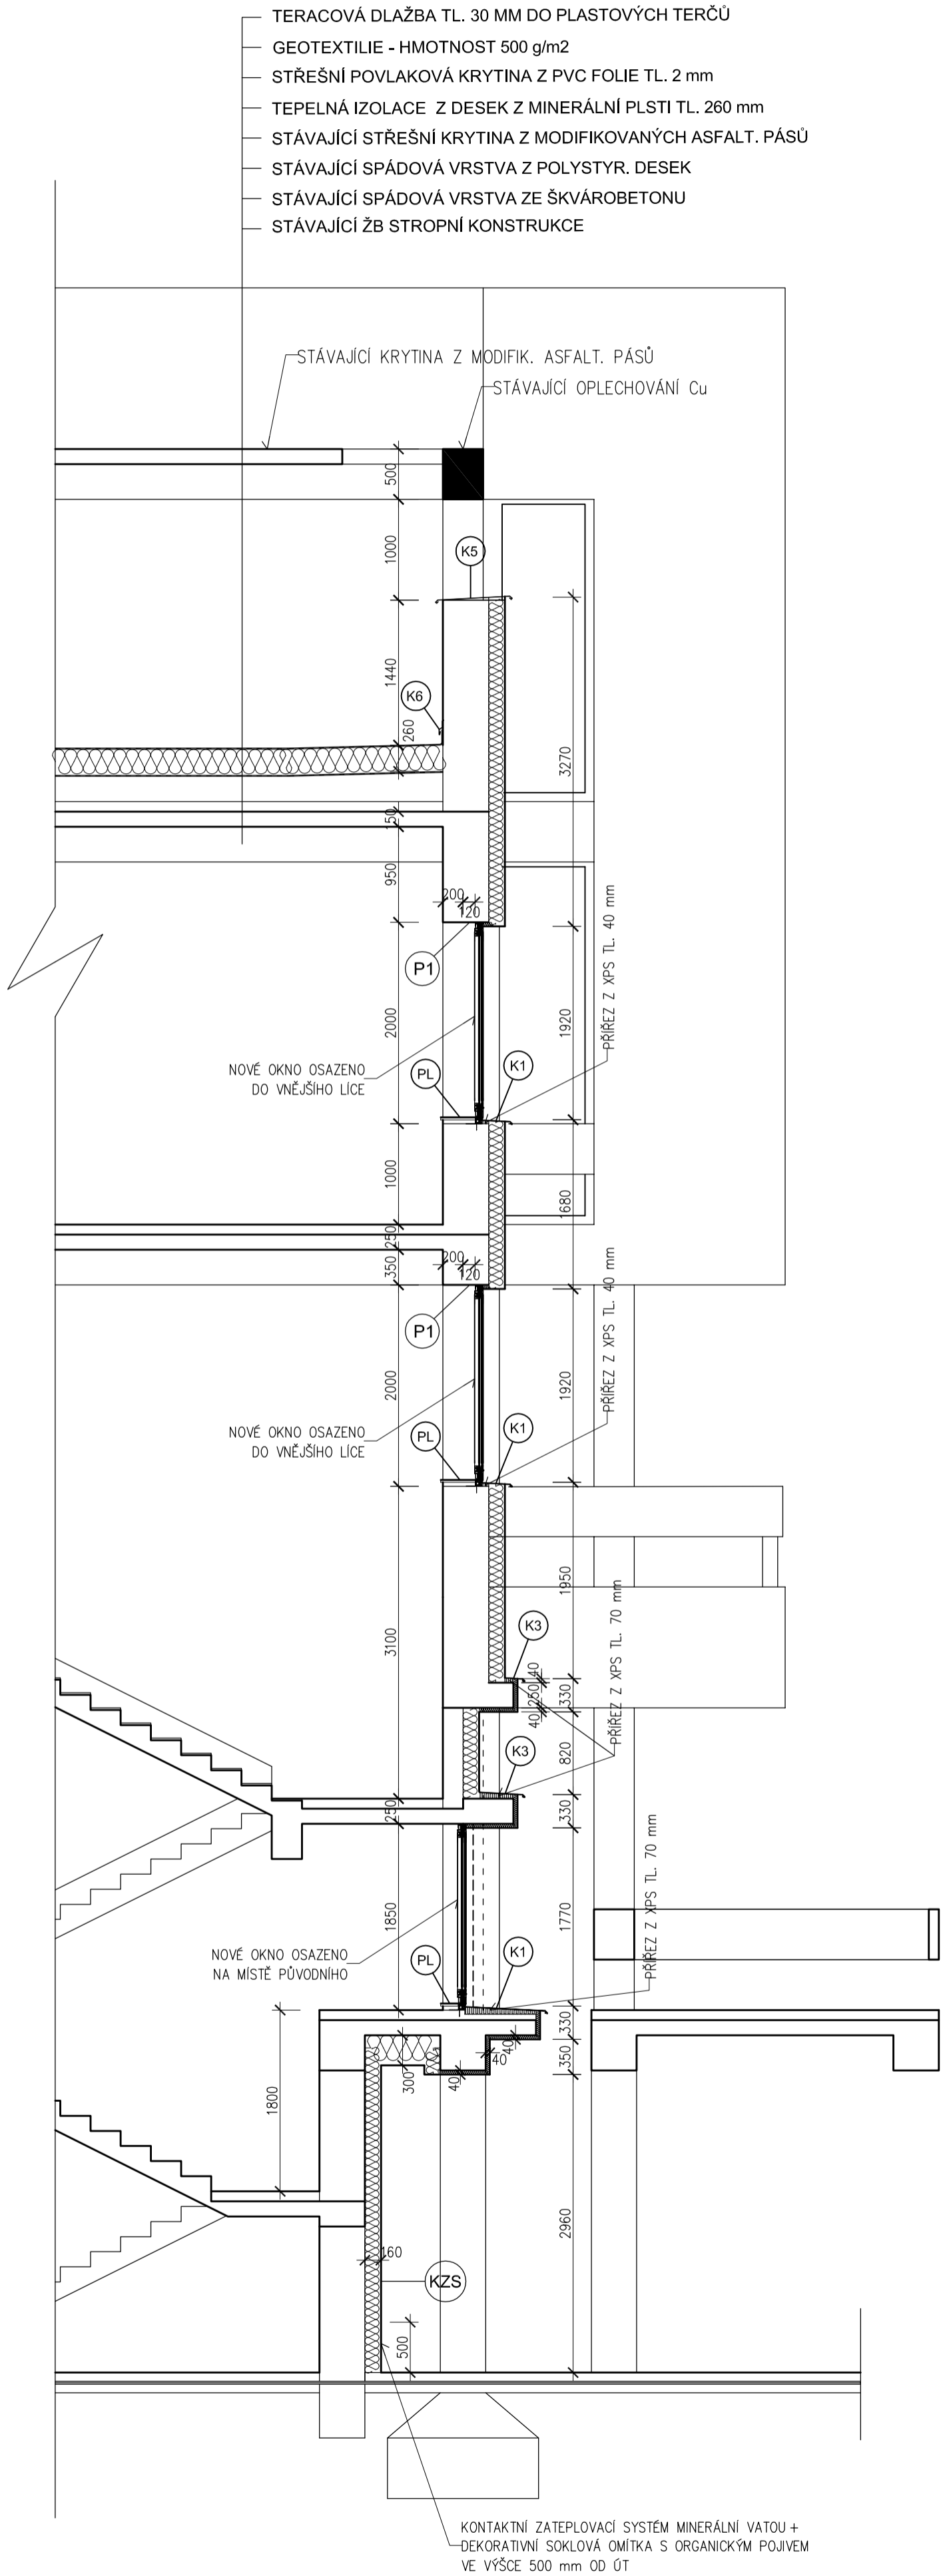 TERACOVÁ DLAŽBA TL. 30 MM DO PLASTOVÝCH TERČŮ
GEOTEXTILIE - HMOTNOST 500 g/m2
STŘEŠNÍ POVLAKOVÁ KRYTINA Z PVC FOLIE TL. 2 mm
TEPELNÁ IZOLACE Z DESEK Z MINERÁLNÍ PLSTI TL. 260 mm
STÁVAJÍCÍ STŘEŠNÍ KRYTINA Z MODIFIKOVANÝCH ASFALT. PÁSŮ
STÁVAJÍCÍ SPÁDOVÁ VRSTVA Z POLYSTYR. DESEK
STÁVAJÍCÍ SPÁDOVÁ VRSTVA ZE ŠKVÁROBETONU
STÁVAJÍCÍ ŽB STROPNÍ KONSTRUKCE
STÁVAJÍCÍ KRYTINA Z MODIFIK. ASFALT. PÁSŮ
STÁVAJÍCÍ OPLECHOVÁNÍ Cu
500
1000
K5
1440
K6
260
3270
150
950
200
120
P1
PŘÍŘEZ Z XPS TL. 40 mm
2000
1920
NOVÉ OKNO OSAZENO
DO VNĚJŠÍHO LÍCE
PL
K1
1000
1680
250
350
200
120
P1
PŘÍŘEZ Z XPS TL. 40 mm
2000
1920
NOVÉ OKNO OSAZENO
DO VNĚJŠÍHO LÍCE
PL
K1
1950
3100
K3
40
250
330
40
PŘÍŘEZ Z XPS TL. 70 mm
K3
820
250
330
PŘÍŘEZ Z XPS TL. 70 mm
1850
1770
NOVÉ OKNO OSAZENO
NA MÍSTĚ PŮVODNÍHO
PL
K1
330
40
40
350
300
40
1800
2960
160
KZS
500
KONTAKTNÍ ZATEPLOVACÍ SYSTÉM MINERÁLNÍ VATOU +
DEKORATIVNÍ SOKLOVÁ OMÍTKA S ORGANICKÝM POJIVEM
VE VÝŠCE 500 mm OD ÚT